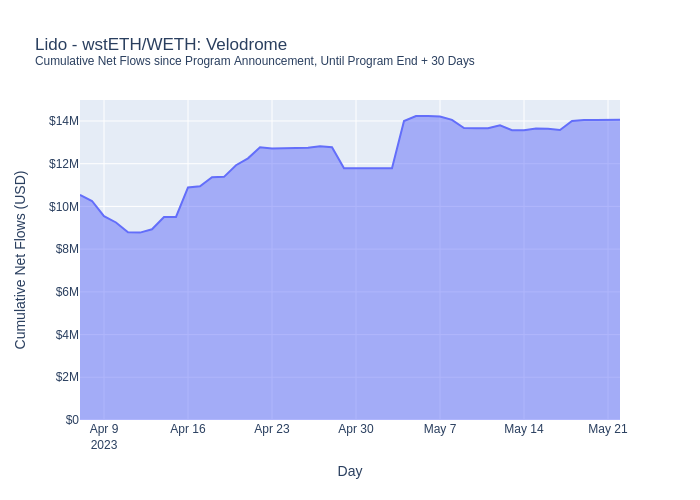 Lido - wstETH/WETH: Velodrome
Cumulative Net Flows since Program Announcement, Until Program End + 30 Days
Cumulative Net Flows (USD)
$14M
$12M
$10M
$8M
$6M
$4M
$2M
$0
Apr 9 Apr 16 Apr 23 Apr 30 May 7 May 14 May 21
2023
Day